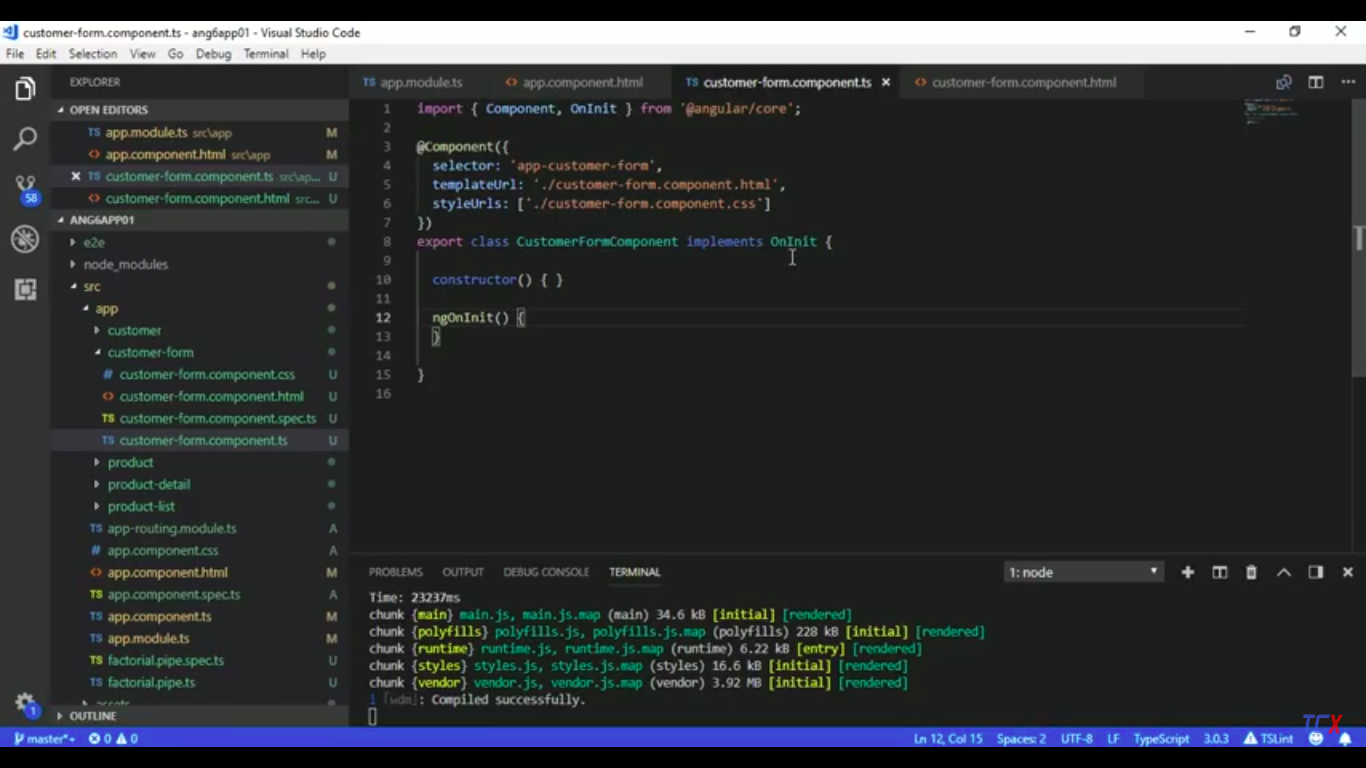 customer-form.component.ts - ang6app01 - Visual Studio Code
File Edit Selection View Go Debug Terminal Help
EXPLORER
OPEN EDITORS
TS app.module.ts src\app M
<> app.component.html src\app M
TS customer-form.component.ts src\ap... U
<> customer-form.component.html src... U
58
ANG6APP01
e2e
node_modules
src
app
customer
customer-form
# customer-form.component.css U
<> customer-form.component.html U
TS customer-form.component.spec.ts U
TS customer-form.component.ts U
product
product-detail
product-list
TS app-routing.module.ts A
# app.component.css A
<> app.component.html M
TS app.component.spec.ts A
TS app.component.ts M
TS app.module.ts M
TS factorial.pipe.spec.ts U
TS factorial.pipe.ts U
assets
1
OUTLINE
TS app.module.ts <> app.component.html TS customer-form.component.ts <> customer-form.component.html
1 import { Component, OnInit } from '@angular/core';
2
3 @Component({
4 selector: 'app-customer-form',
5 templateUrl: './customer-form.component.html',
6 styleUrls: ['./customer-form.component.css']
7 })
8 export class CustomerFormComponent implements OnInit {
9
10 constructor() { }
11
12 ngOnInit() {
13 }
14
15 }
16
PROBLEMS OUTPUT DEBUG CONSOLE TERMINAL 1: node
Time: 23237ms
chunk {main} main.js, main.js.map (main) 34.6 kB [initial] [rendered]
chunk {polyfills} polyfills.js, polyfills.js.map (polyfills) 228 kB [initial] [rendered]
chunk {runtime} runtime.js, runtime.js.map (runtime) 6.22 kB [entry] [rendered]
chunk {styles} styles.js, styles.js.map (styles) 16.6 kB [initial] [rendered]
chunk {vendor} vendor.js, vendor.js.map (vendor) 3.92 MB [initial] [rendered]
i 「wdm」: Compiled successfully.
TCX
master*+ 0 0 Ln 12, Col 15 Spaces: 2 UTF-8 LF TypeScript 3.0.3 TSLint